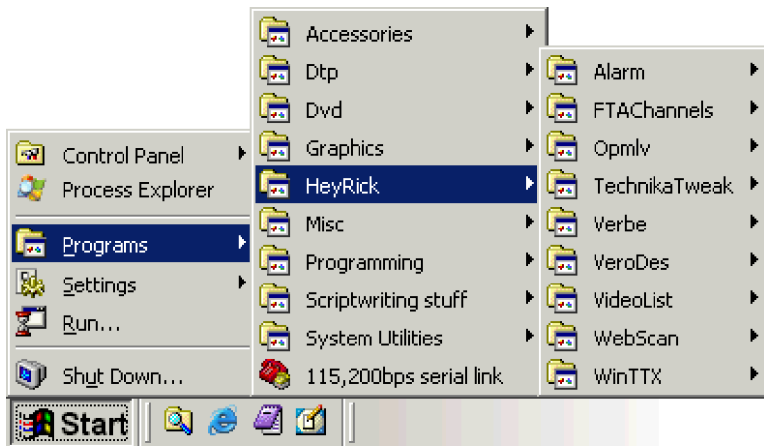 Control Panel
Process Explorer
Programs
Settings
Run...
Shut Down...
Start
Accessories
Dtp
Dvd
Graphics
HeyRick
Misc
Programming
Scriptwriting stuff
System Utilities
115,200bps serial link
Alarm
FTAChannels
Opmlv
TechnikaTweak
Verbe
VeroDes
VideoList
WebScan
WinTTX